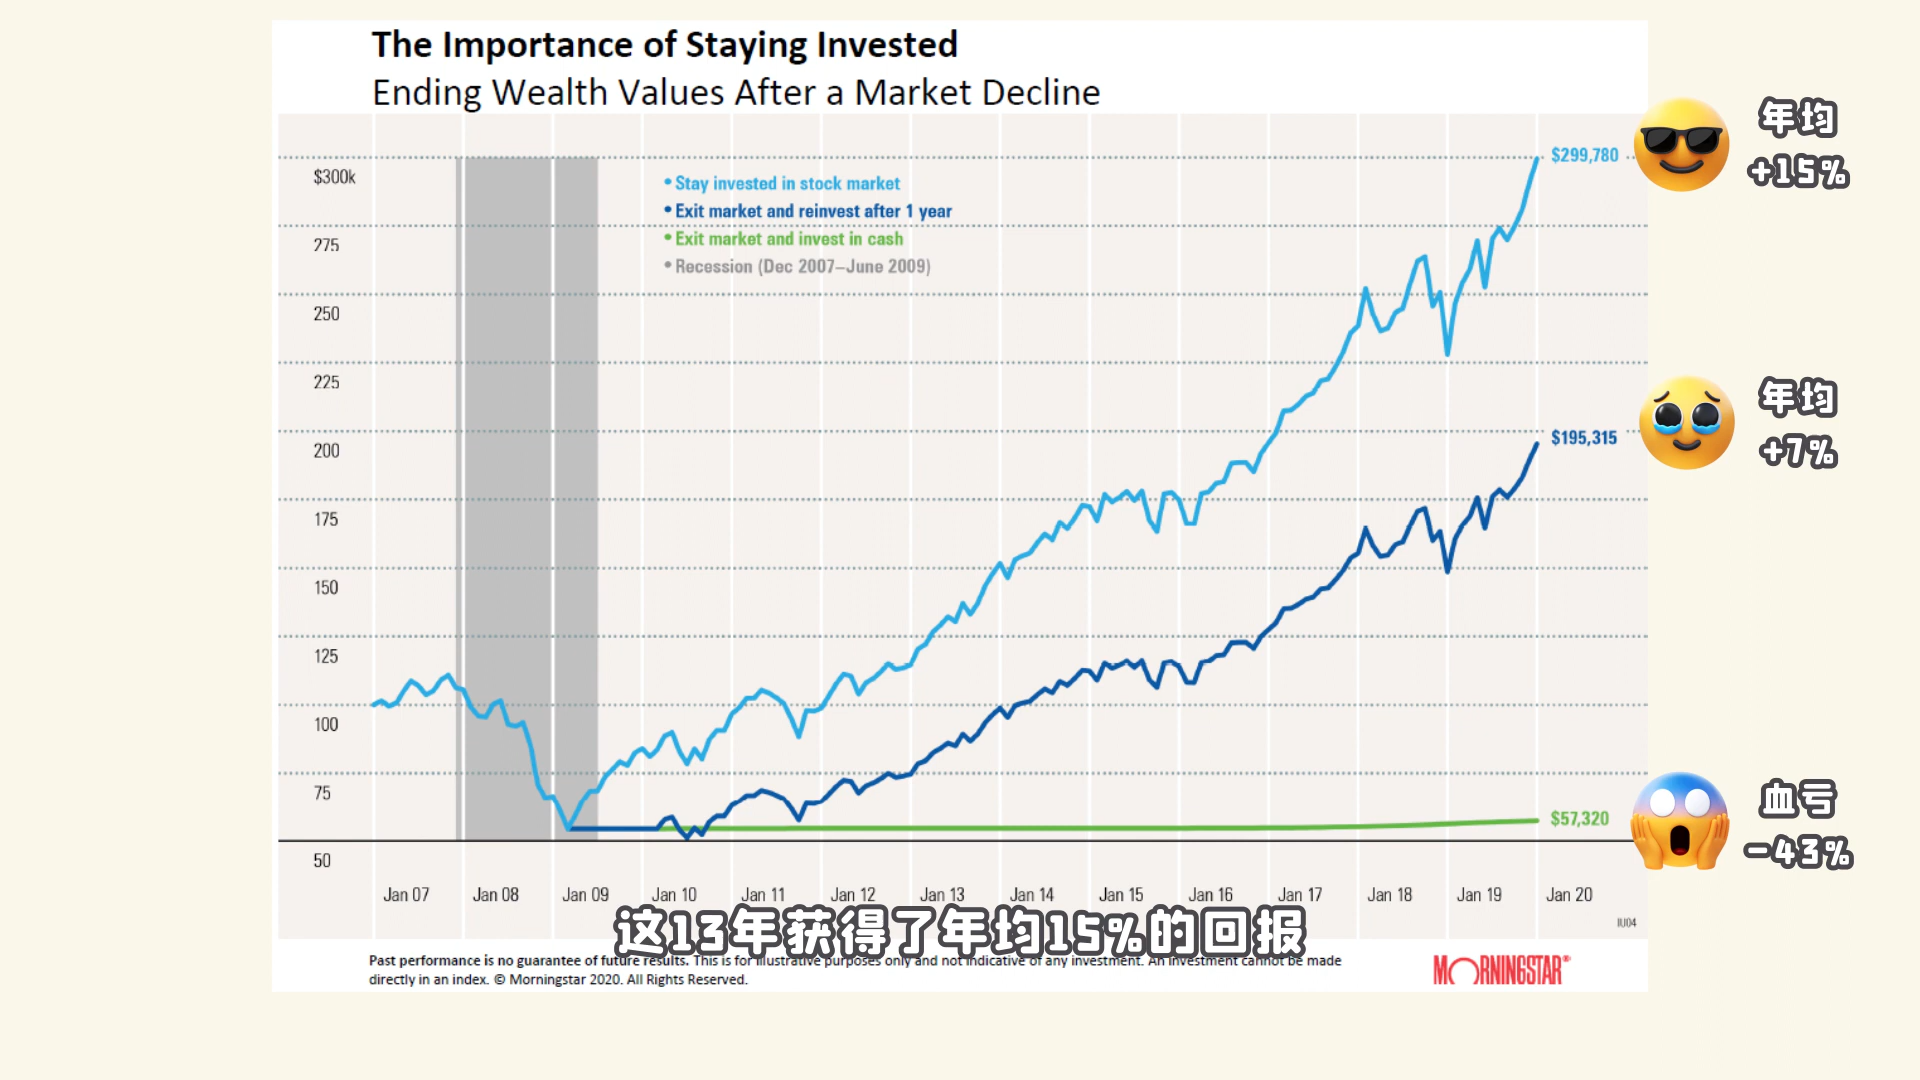 The Importance of Staying Invested
Ending Wealth Values After a Market Decline
$300k
275
250
225
200
175
150
125
100
75
50
• Stay invested in stock market
• Exit market and reinvest after 1 year
• Exit market and invest in cash
• Recession (Dec 2007–June 2009)
$299,780
$195,315
$57,320
年均
+15%
年均
+7%
血亏
-43%
Jan 07 Jan 08 Jan 09 Jan 10 Jan 11 Jan 12 Jan 13 Jan 14 Jan 15 Jan 16 Jan 17 Jan 18 Jan 19 Jan 20
IU04
这13年获得了年均15%的回报
Past performance is no guarantee of future results. This is for illustrative purposes only and not indicative of any investment. An investment cannot be made
directly in an index. © Morningstar 2020. All Rights Reserved.
MORNINGSTAR®